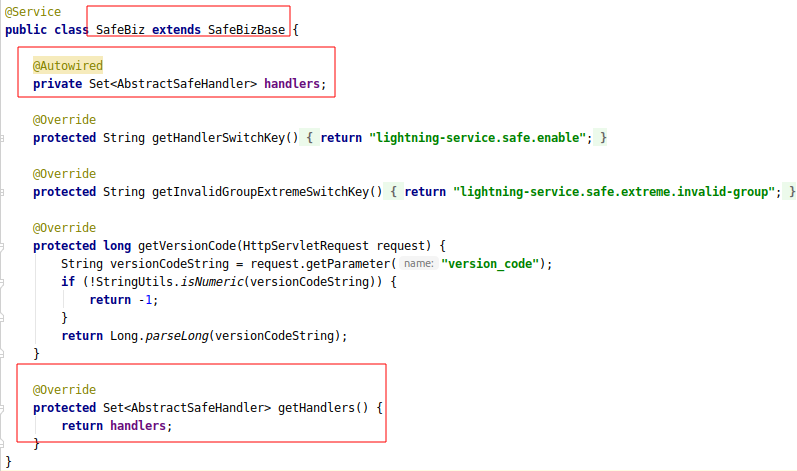 @Service
public class SafeBiz extends SafeBizBase {
@Autowired
private Set<AbstractSafeHandler> handlers;
@Override
protected String getHandlerSwitchKey() { return "lightning-service.safe.enable"; }
@Override
protected String getInvalidGroupExtremeSwitchKey() { return "lightning-service.safe.extreme.invalid-group"; }
@Override
protected long getVersionCode(HttpServletRequest request) {
String versionCodeString = request.getParameter( name: "version_code");
if (!StringUtils.isNumeric(versionCodeString)) {
return -1;
}
return Long.parseLong(versionCodeString);
}
@Override
protected Set<AbstractSafeHandler> getHandlers() {
return handlers;
}
}